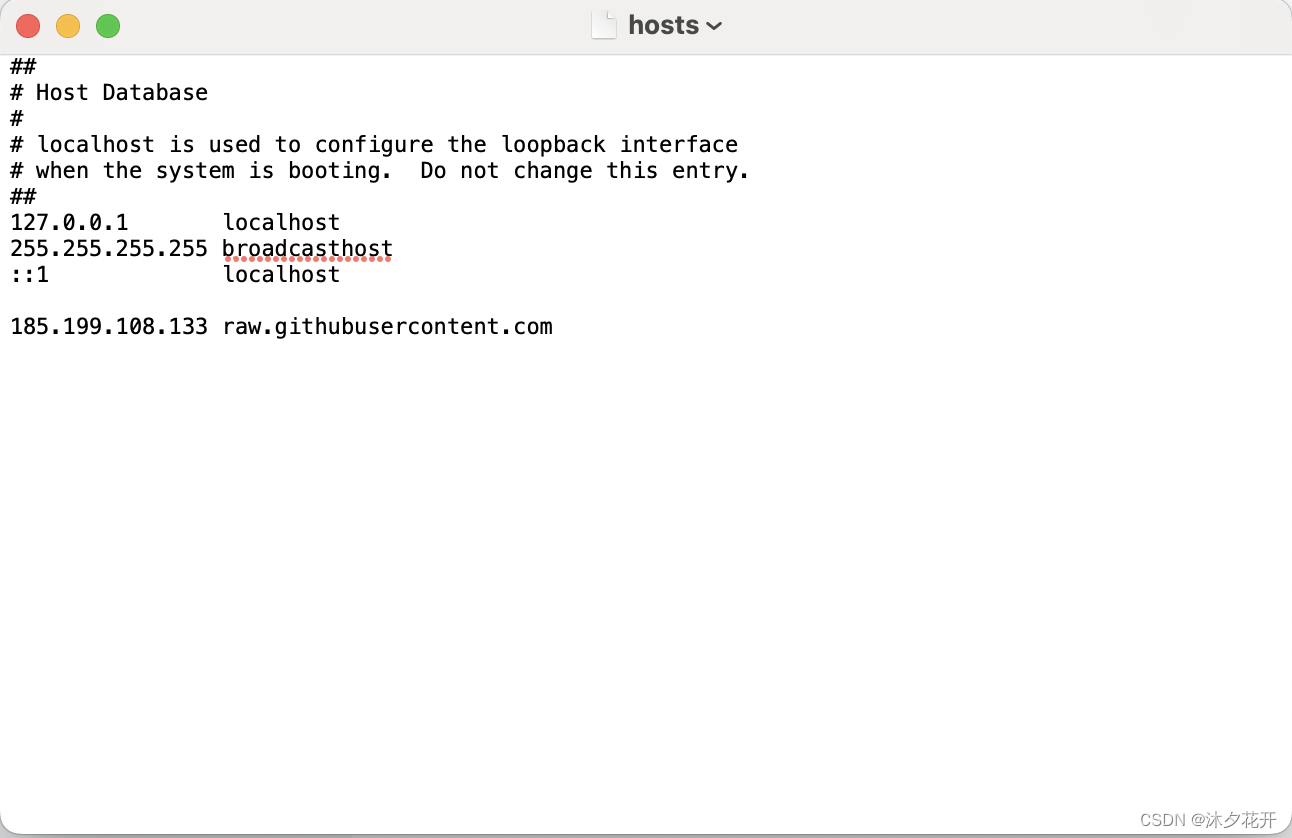 hosts
##
# Host Database
#
# localhost is used to configure the loopback interface
# when the system is booting.  Do not change this entry.
##
127.0.0.1       localhost
255.255.255.255 broadcasthost
::1             localhost

185.199.108.133 raw.githubusercontent.com
CSDN @沐夕花开